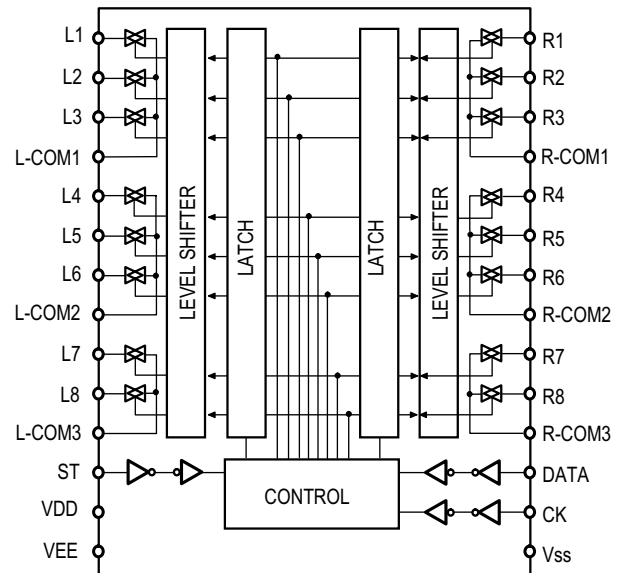 L1
L2
L3
L-COM1
L4
L5
L6
L-COM2
L7
L8
L-COM3
ST
VDD
VEE
LEVEL SHIFTER
LATCH
LATCH
LEVEL SHIFTER
CONTROL
R1
R2
R3
R-COM1
R4
R5
R6
R-COM2
R7
R8
R-COM3
DATA
CK
Vss